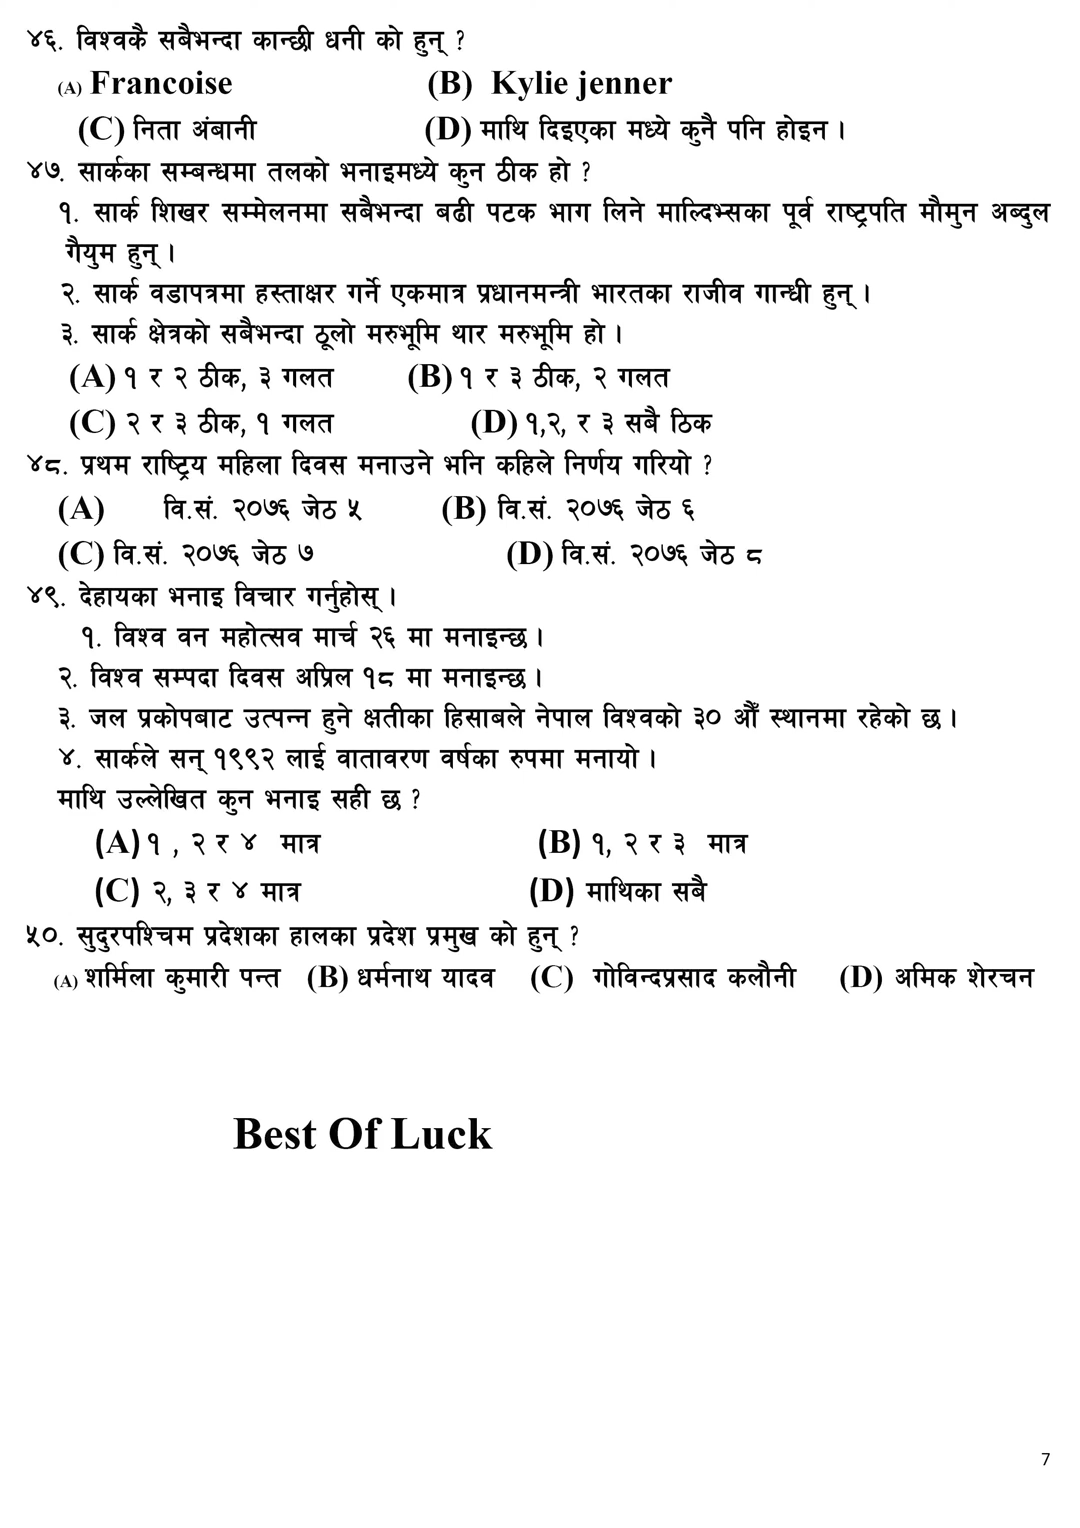 ४६. विश्वकै सबैभन्दा कान्छी धनी को हुन् ?
(A) Francoise (B) Kylie jenner
(C) निता अंबानी (D) माथि दिइएका मध्ये कुनै पनि होइन ।
४७. सार्कका सम्बन्धमा तलको भनाइमध्ये कुन ठीक हो ?
१. सार्क शिखर सम्मेलनमा सबैभन्दा बढी पटक भाग लिने माल्दिभ्सका पूर्व राष्ट्रपति मौमुन अब्दुल
गैयुम हुन् ।
२. सार्क वडापत्रमा हस्ताक्षर गर्ने एकमात्र प्रधानमन्त्री भारतका राजीव गान्धी हुन् ।
३. सार्क क्षेत्रको सबैभन्दा ठूलो मरुभूमि थार मरुभूमि हो ।
(A) १ र २ ठीक, ३ गलत (B) १ र ३ ठीक, २ गलत
(C) २ र ३ ठीक, १ गलत (D) १,२, र ३ सबै ठिक
४८. प्रथम राष्ट्रिय महिला दिवस मनाउने भनि कहिले निर्णय गरियो ?
(A) वि.सं. २०७६ जेठ ५ (B) वि.सं. २०७६ जेठ ६
(C) वि.सं. २०७६ जेठ ७ (D) वि.सं. २०७६ जेठ ८
४९. देहायका भनाइ विचार गर्नुहोस् ।
१. विश्व वन महोत्सव मार्च २६ मा मनाइन्छ ।
२. विश्व सम्पदा दिवस अप्रिल १८ मा मनाइन्छ ।
३. जल प्रकोपबाट उत्पन्न हुने क्षतीका हिसाबले नेपाल विश्वको ३० औँ स्थानमा रहेको छ ।
४. सार्कले सन् १९९२ लाई वातावरण वर्षका रुपमा मनायो ।
माथि उल्लेखित कुन भनाइ सही छ ?
(A) १ , २ र ४ मात्र (B) १, २ र ३ मात्र
(C) २, ३ र ४ मात्र (D) माथिका सबै
५०. सुदुरपश्चिम प्रदेशका हालका प्रदेश प्रमुख को हुन् ?
(A) शर्मिला कुमारी पन्त (B) धर्मनाथ यादव (C) गोविन्दप्रसाद कलौनी (D) अमिक शेरचन
Best Of Luck
7